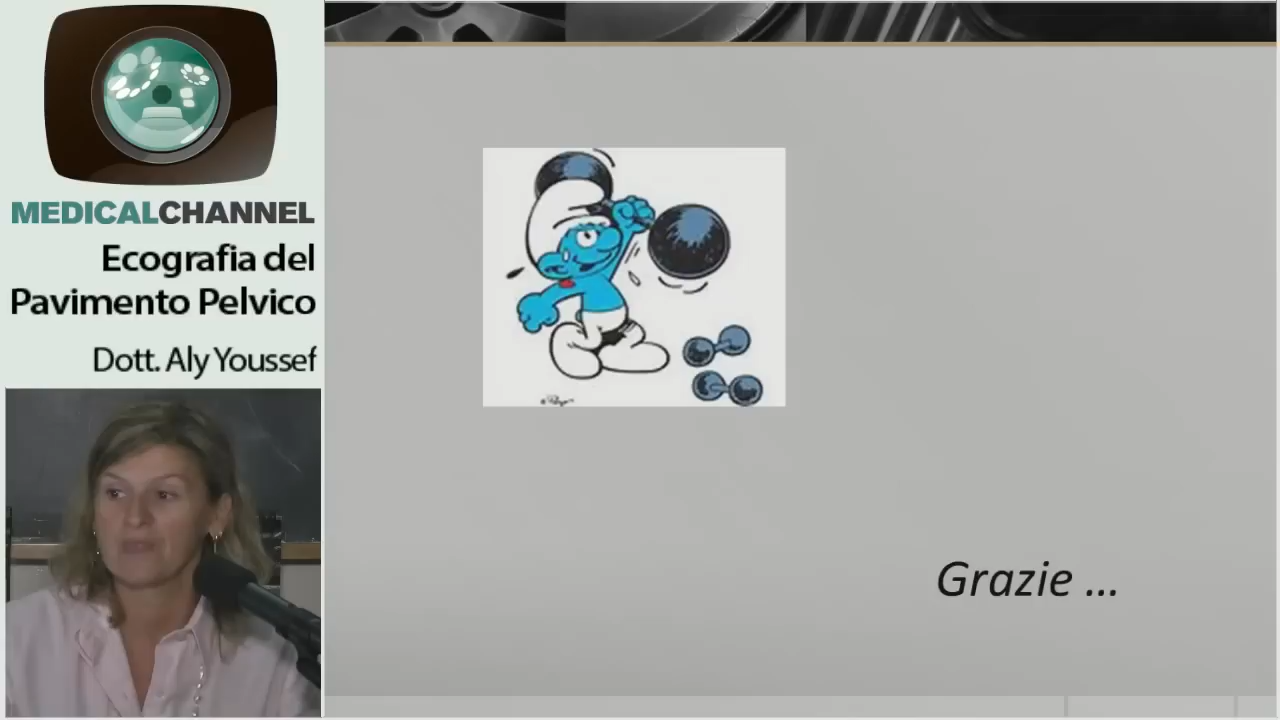 MEDICALCHANNEL
Ecografia del
Pavimento Pelvico
Dott. Aly Youssef
Grazie ...